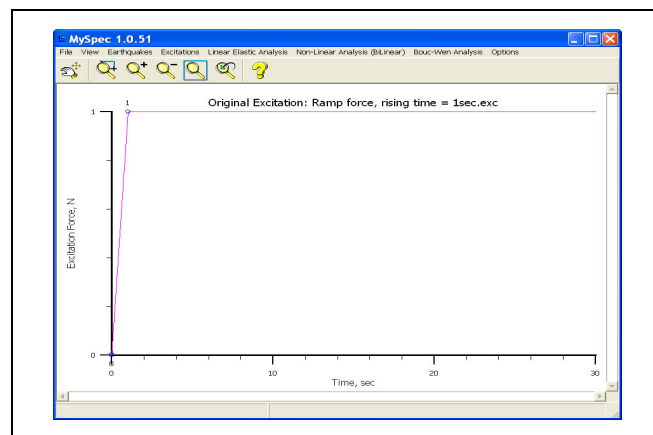 MySpec 1.0.51
File View Earthquakes Excitations Linear Elastic Analysis Non-Linear Analysis (BiLinear) Bouc-Wen Analysis Options
Original Excitation: Ramp force, rising time = 1sec.exc
1
1
Excitation Force, N
0
0
0 10 20 30
Time, sec